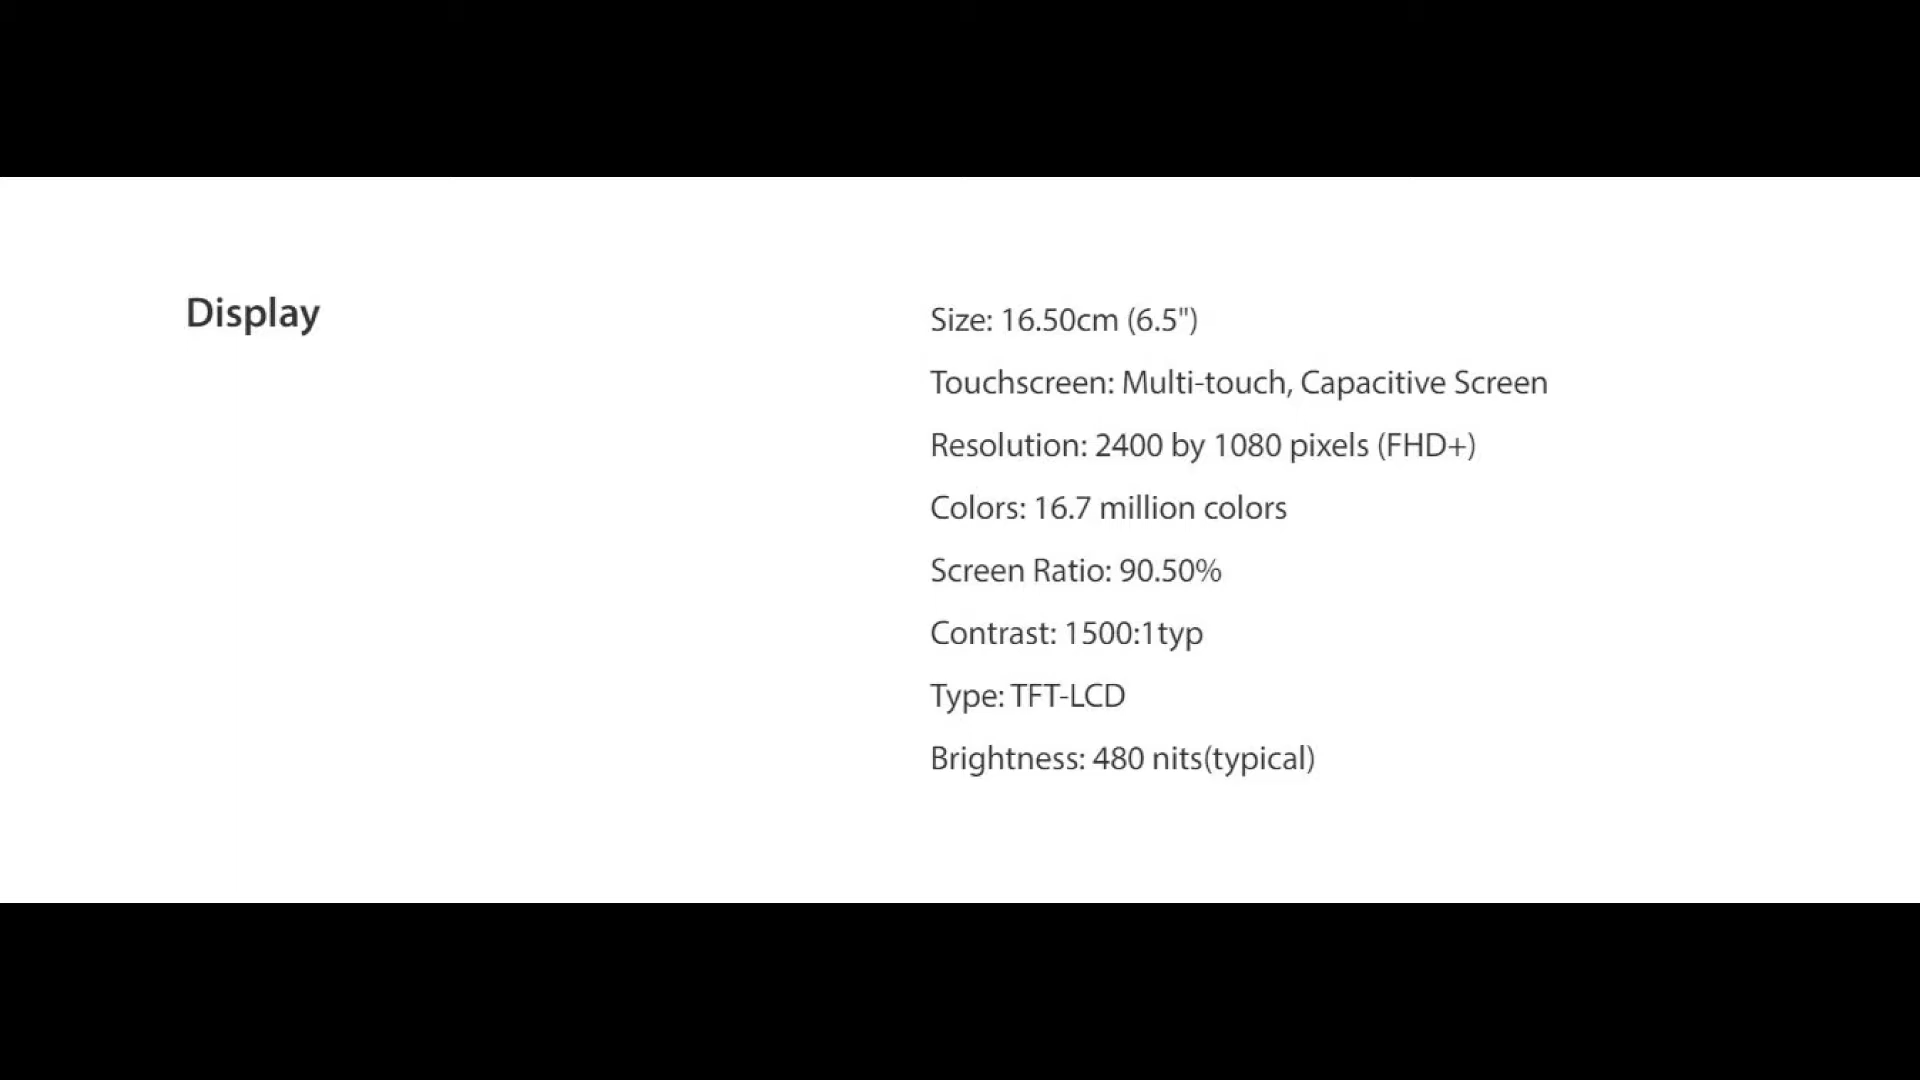 Display
Size: 16.50cm (6.5")
Touchscreen: Multi-touch, Capacitive Screen
Resolution: 2400 by 1080 pixels (FHD+)
Colors: 16.7 million colors
Screen Ratio: 90.50%
Contrast: 1500:1typ
Type: TFT-LCD
Brightness: 480 nits(typical)